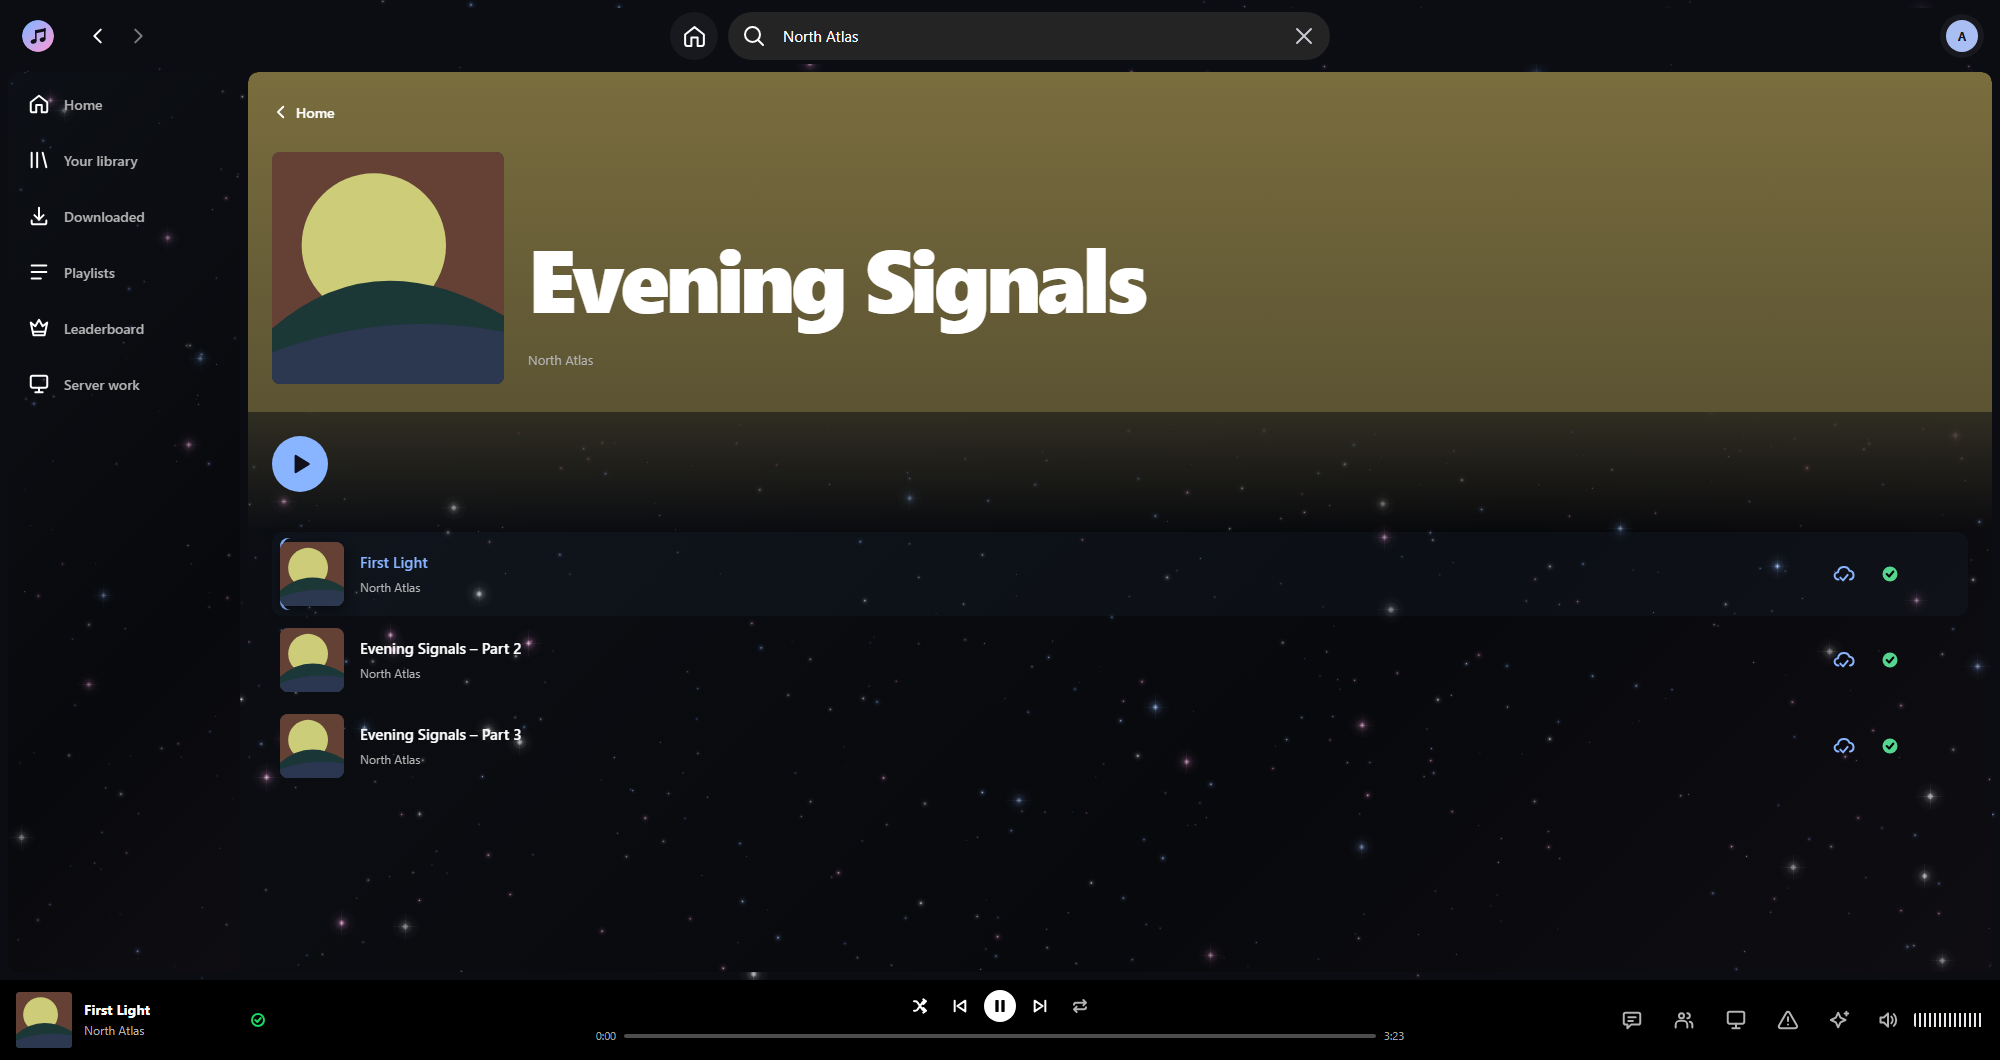 North Atlas
A
Home
Your library
Downloaded
Playlists
Leaderboard
Server work
Home
Evening Signals
North Atlas
First Light
North Atlas
Evening Signals – Part 2
North Atlas
Evening Signals – Part 3
North Atlas
First Light
North Atlas
0:00
3:23